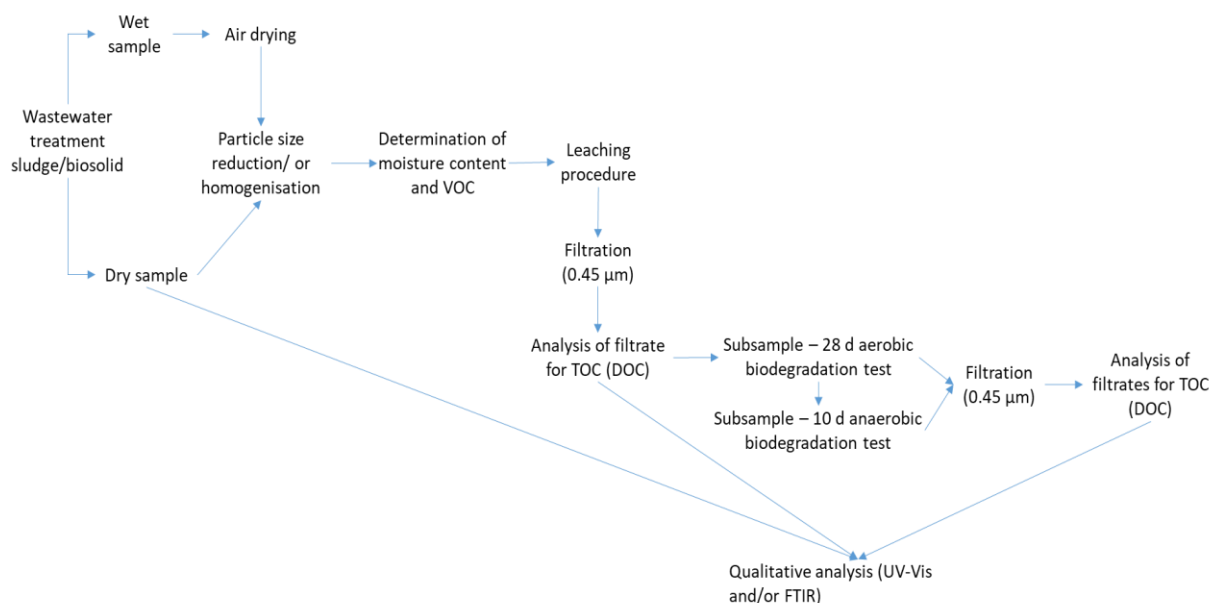 Wet
sample
Air drying
Wastewater
treatment
sludge/biosolid
Particle size
reduction/ or
homogenisation
Determination of
moisture content
and VOC
Leaching
procedure
Filtration
(0.45 µm)
Dry sample
Analysis of filtrate
for TOC (DOC)
Subsample – 28 d aerobic
biodegradation test
Subsample – 10 d anaerobic
biodegradation test
Filtration
(0.45 µm)
Analysis of
filtrates for TOC
(DOC)
Qualitative analysis (UV-Vis
and/or FTIR)